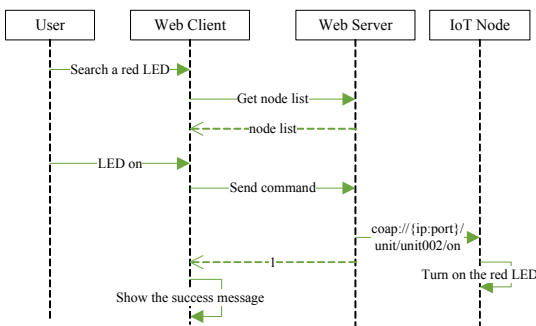 User
Web Client
Web Server
IoT Node
Search a red LED
Get node list
node list
LED on
Send command
coap://{ip:port}/
unit/unit002/on
1
Turn on the red LED
Show the success message